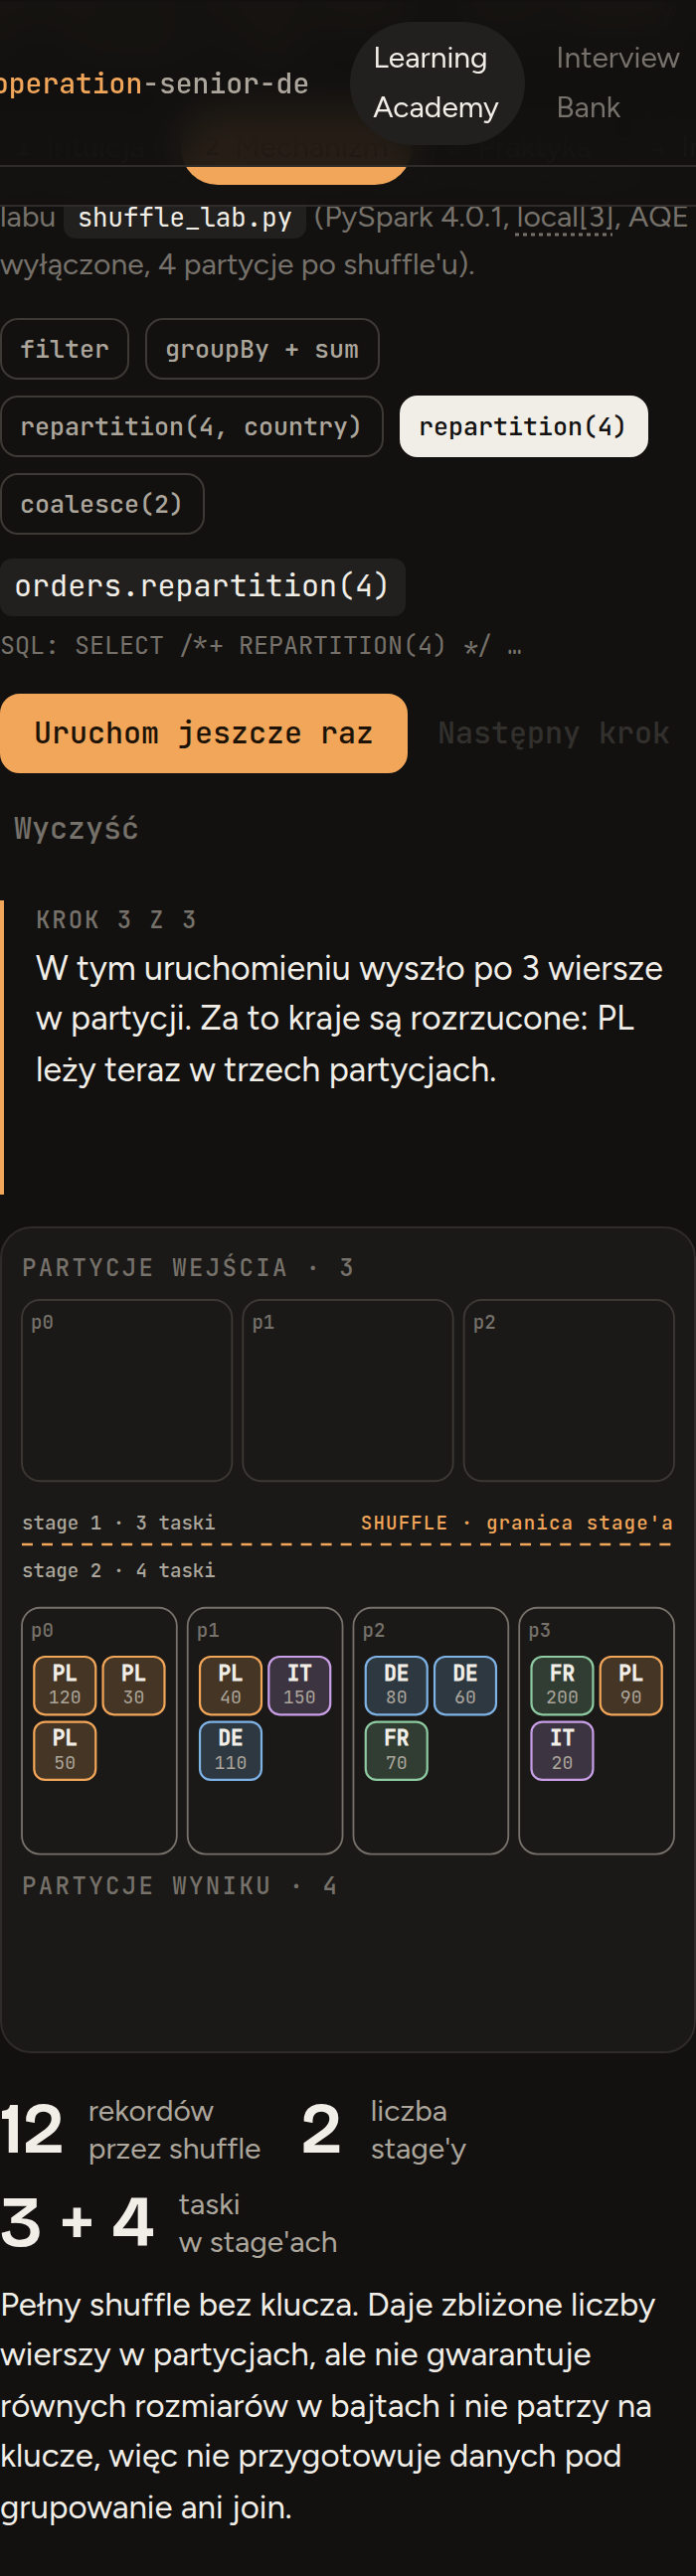 operation-senior-de
Learning
Academy
Interview
Bank
labu shuffle_lab.py (PySpark 4.0.1, local[3], AQE
wyłączone, 4 partycje po shuffle'u).
filter
groupBy + sum
repartition(4, country)
repartition(4)
coalesce(2)
orders.repartition(4)
SQL: SELECT /*+ REPARTITION(4) */ …
Uruchom jeszcze raz
Następny krok
Wyczyść
KROK 3 Z 3
W tym uruchomieniu wyszło po 3 wiersze
w partycji. Za to kraje są rozrzucone: PL
leży teraz w trzech partycjach.
PARTYCJE WEJŚCIA · 3
p0
p1
p2
stage 1 · 3 taski
SHUFFLE · granica stage'a
stage 2 · 4 taski
p0
PL 120
PL 30
PL 50
p1
PL 40
IT 150
DE 110
p2
DE 80
DE 60
FR 70
p3
FR 200
PL 90
IT 20
PARTYCJE WYNIKU · 4
12 rekordów
przez shuffle
2 liczba
stage'y
3 + 4 taski
w stage'ach
Pełny shuffle bez klucza. Daje zbliżone liczby
wierszy w partycjach, ale nie gwarantuje
równych rozmiarów w bajtach i nie patrzy na
klucze, więc nie przygotowuje danych pod
grupowanie ani join.